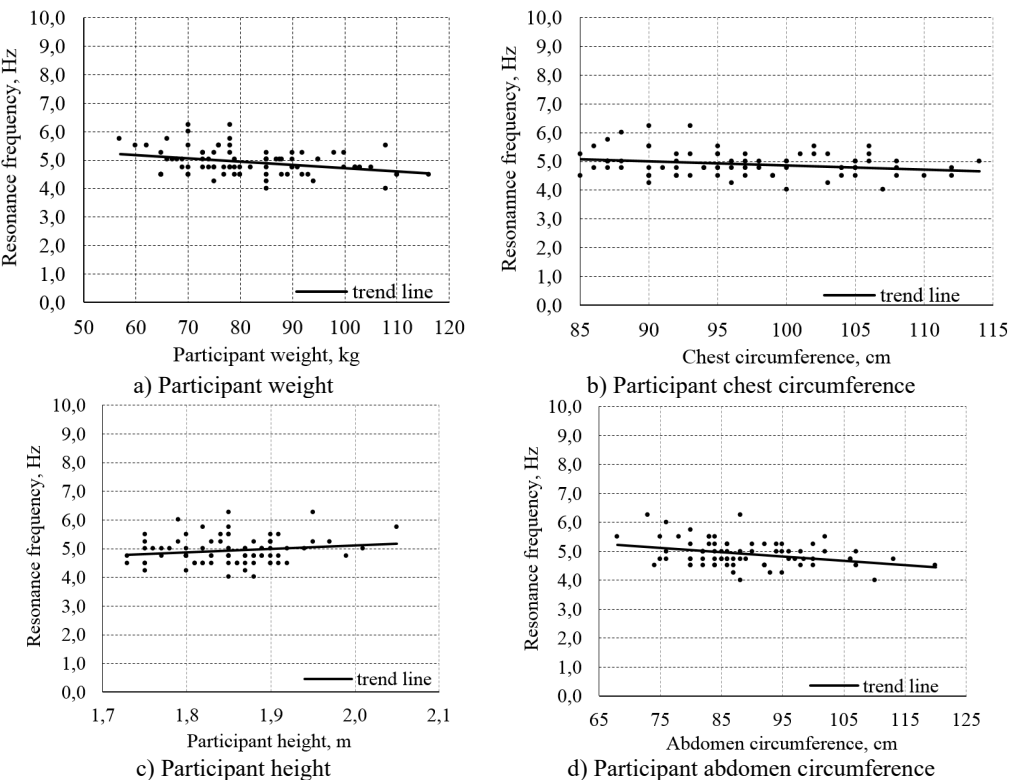 10,0
9,0
8,0
7,0
6,0
5,0
4,0
3,0
2,0
1,0
0,0
Resonance frequency, Hz
trend line
50 60 70 80 90 100 110 120
Participant weight, kg
a) Participant weight
10,0
9,0
8,0
7,0
6,0
5,0
4,0
3,0
2,0
1,0
0,0
Resonannce frequency, Hz
trend line
85 90 95 100 105 110 115
Chest circumference, cm
b) Participant chest circumference
10,0
9,0
8,0
7,0
6,0
5,0
4,0
3,0
2,0
1,0
0,0
Resonance frequency, Hz
trend line
1,7 1,8 1,9 2,0 2,1
Participant height, m
c) Participant height
10,0
9,0
8,0
7,0
6,0
5,0
4,0
3,0
2,0
1,0
0,0
Resonance frequency, Hz
trend line
65 75 85 95 105 115 125
Abdomen circumference, cm
d) Participant abdomen circumference